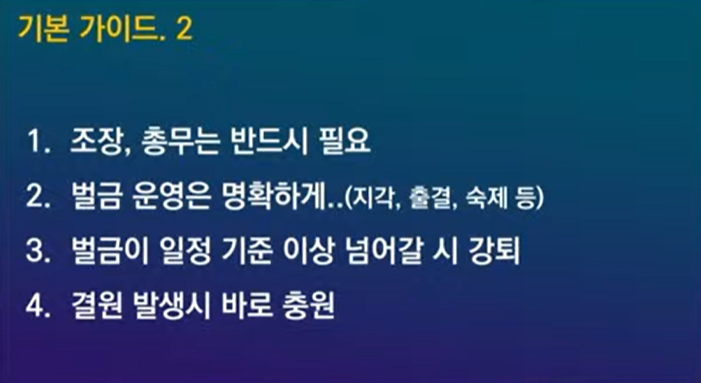 기본 가이드. 2
1. 조장, 총무는 반드시 필요
2. 벌금 운영은 명확하게..(지각, 출결, 숙제 등)
3. 벌금이 일정 기준 이상 넘어갈 시 강퇴
4. 결원 발생시 바로 충원